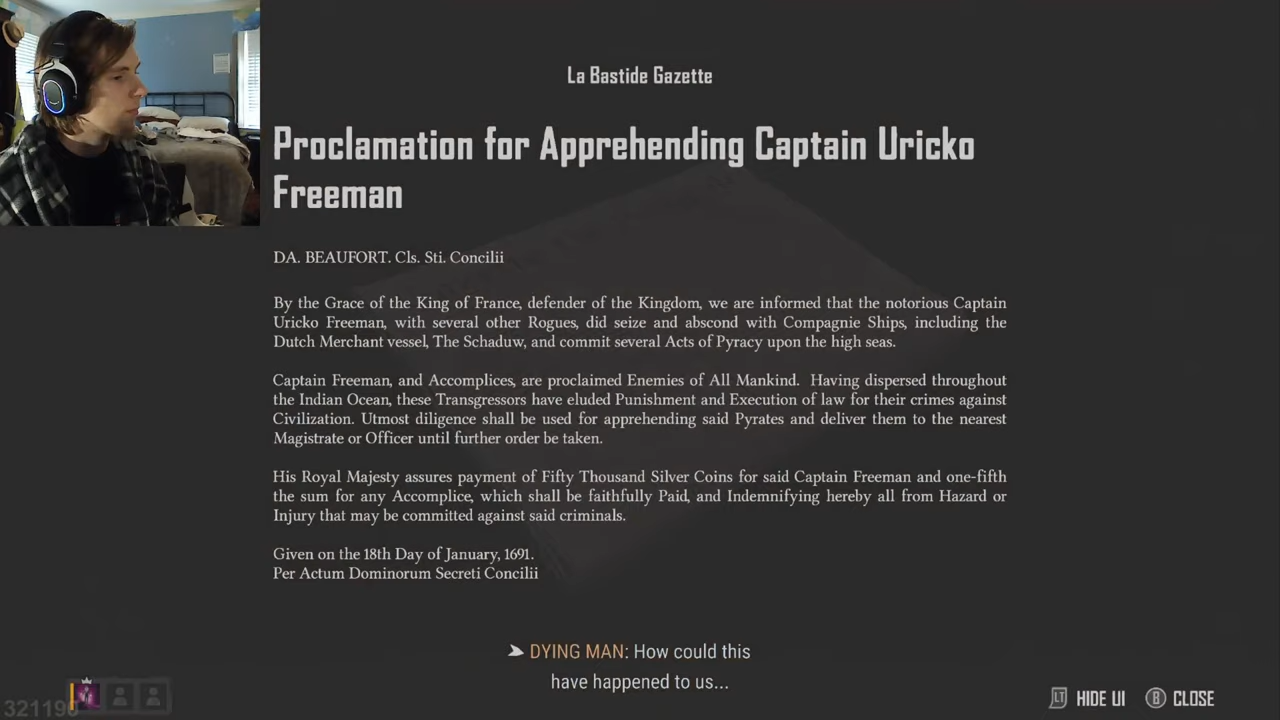 La Bastide Gazette
Proclamation for Apprehending Captain Uricko
Freeman
DA. BEAUFORT. Cls. Sti. Concilii
By the Grace of the King of France, defender of the Kingdom, we are informed that the notorious Captain
Uricko Freeman, with several other Rogues, did seize and abscond with Compagnie Ships, including the
Dutch Merchant vessel, The Schaduw, and commit several Acts of Pyracy upon the high seas.
Captain Freeman, and Accomplices, are proclaimed Enemies of All Mankind. Having dispersed throughout
the Indian Ocean, these Transgressors have eluded Punishment and Execution of law for their crimes against
Civilization. Utmost diligence shall be used for apprehending said Pyrates and deliver them to the nearest
Magistrate or Officer until further order be taken.
His Royal Majesty assures payment of Fifty Thousand Silver Coins for said Captain Freeman and one-fifth
the sum for any Accomplice, which shall be faithfully Paid, and Indemnifying hereby all from Hazard or
Injury that may be committed against said criminals.
Given on the 18th Day of January, 1691.
Per Actum Dominorum Secreti Concilii
DYING MAN: How could this
have happened to us...
LT HIDE UI B CLOSE